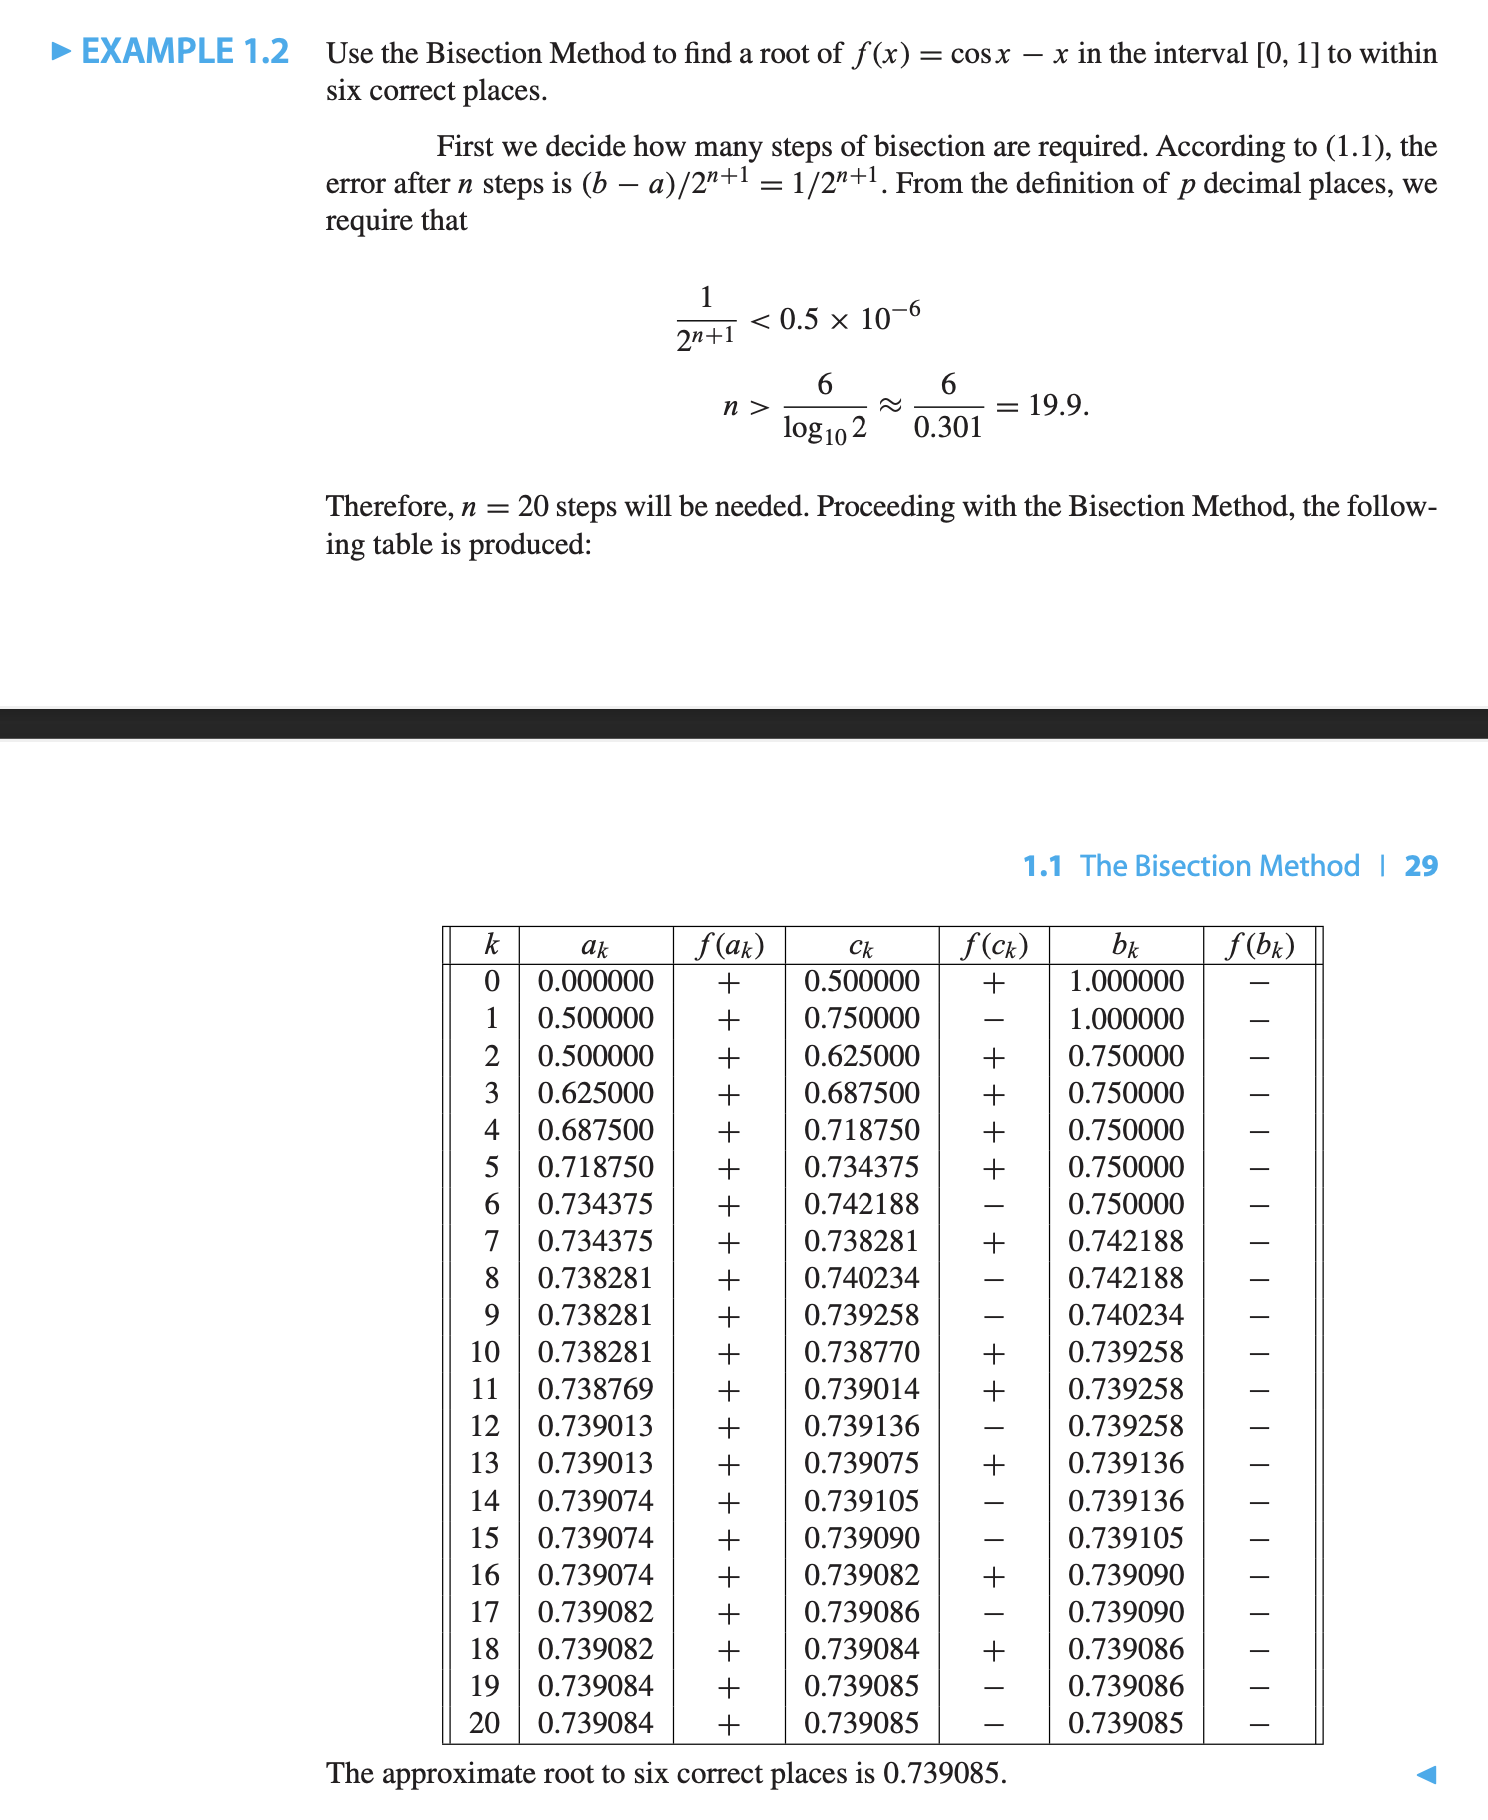 ▶ EXAMPLE 1.2 Use the Bisection Method to find a root of f(x) = cos x − x in the interval [0, 1] to within
six correct places.
First we decide how many steps of bisection are required. According to (1.1), the
error after n steps is (b − a)/2^{n+1} = 1/2^{n+1}. From the definition of p decimal places, we
require that
1/2^{n+1} < 0.5 × 10^{−6}
n > 6/log₁₀ 2 ≈ 6/0.301 = 19.9.
Therefore, n = 20 steps will be needed. Proceeding with the Bisection Method, the follow-
ing table is produced:
1.1 The Bisection Method | 29
k a_k f(a_k) c_k f(c_k) b_k f(b_k)
0 0.000000 + 0.500000 + 1.000000 −
1 0.500000 + 0.750000 − 1.000000 −
2 0.500000 + 0.625000 + 0.750000 −
3 0.625000 + 0.687500 + 0.750000 −
4 0.687500 + 0.718750 + 0.750000 −
5 0.718750 + 0.734375 + 0.750000 −
6 0.734375 + 0.742188 − 0.750000 −
7 0.734375 + 0.738281 + 0.742188 −
8 0.738281 + 0.740234 − 0.742188 −
9 0.738281 + 0.739258 − 0.740234 −
10 0.738281 + 0.738770 + 0.739258 −
11 0.738769 + 0.739014 + 0.739258 −
12 0.739013 + 0.739136 − 0.739258 −
13 0.739013 + 0.739075 + 0.739136 −
14 0.739074 + 0.739105 − 0.739136 −
15 0.739074 + 0.739090 − 0.739105 −
16 0.739074 + 0.739082 + 0.739090 −
17 0.739082 + 0.739086 − 0.739090 −
18 0.739082 + 0.739084 + 0.739086 −
19 0.739084 + 0.739085 − 0.739086 −
20 0.739084 + 0.739085 − 0.739085 −
The approximate root to six correct places is 0.739085. ◀